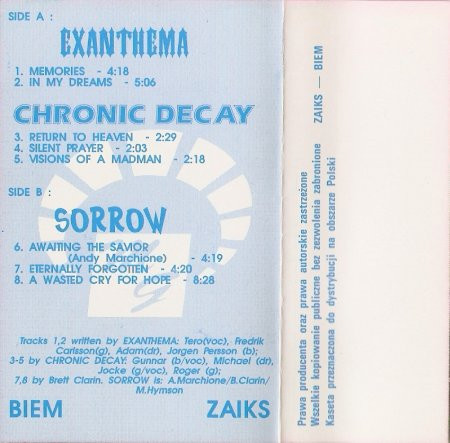 SIDE A :
EXANTHEMA
1. MEMORIES - 4:18
2. IN MY DREAMS - 5:06
CHRONIC DECAY
3. RETURN TO HEAVEN - 2:29
4. SILENT PRAYER - 2:03
5. VISIONS OF A MADMAN - 2:18
SIDE B :
SORROW
6. AWAITING THE SAVIOR
(Andy Marchione) - 4:19
7. ETERNALLY FORGOTTEN - 4:20
8. A WASTED CRY FOR HOPE - 8:28
Tracks 1,2 written by EXANTHEMA: Tero(voc), Fredrik
Carlsson(g), Adam(dr), Jorgen Persson (b);
3-5 by CHRONIC DECAY: Gunnar (b/voc), Michael (dr),
Jocke (g/voc), Roger (g);
7,8 by Brett Clarin. SORROW is: A.Marchione/B.Clarin/
M.Hymson
BIEM ZAIKS
Prawa producenta oraz prawa autorskie zastrzeżone ZAIKS — BIEM
Wszelkie kopiowanie publiczne bez zezwolenia zabronione
Kaseta przeznaczona do dystrybucji na obszarze Polski